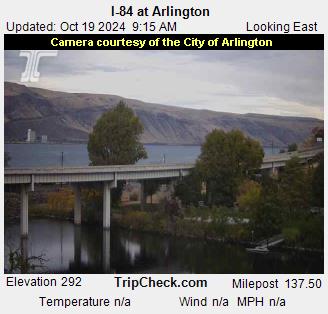 I-84 at Arlington
Updated: Oct 19 2024 9:15 AM Looking East
Camera courtesy of the City of Arlington
Elevation 292 TripCheck.com Milepost 137.50
Temperature n/a Wind n/a MPH n/a